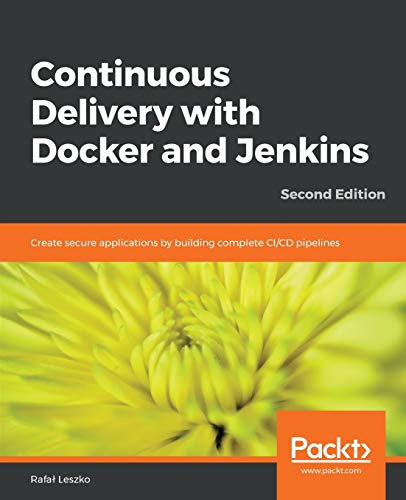 Continuous
Delivery with
Docker and Jenkins
Second Edition
Create secure applications by building complete CI/CD pipelines
Packt>
www.packt.com
Rafał Leszko